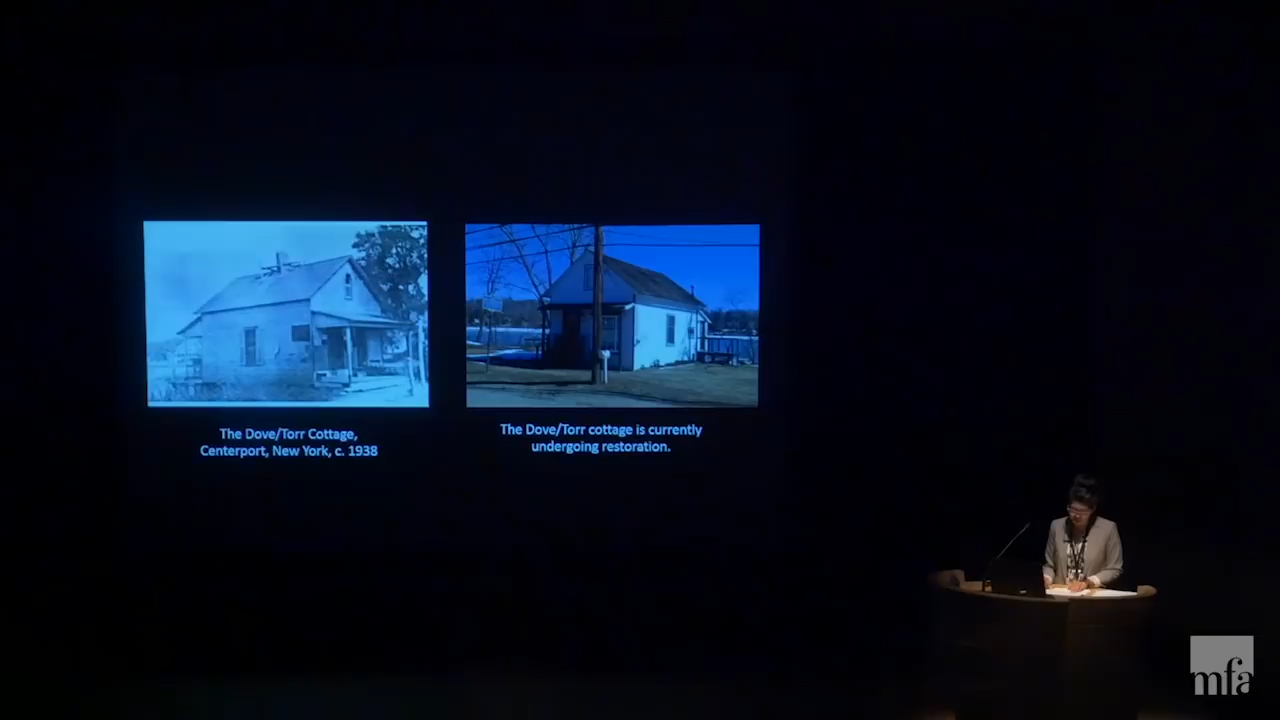 The Dove/Torr Cottage,
Centerport, New York, c. 1938
The Dove/Torr cottage is currently
undergoing restoration.
mfa